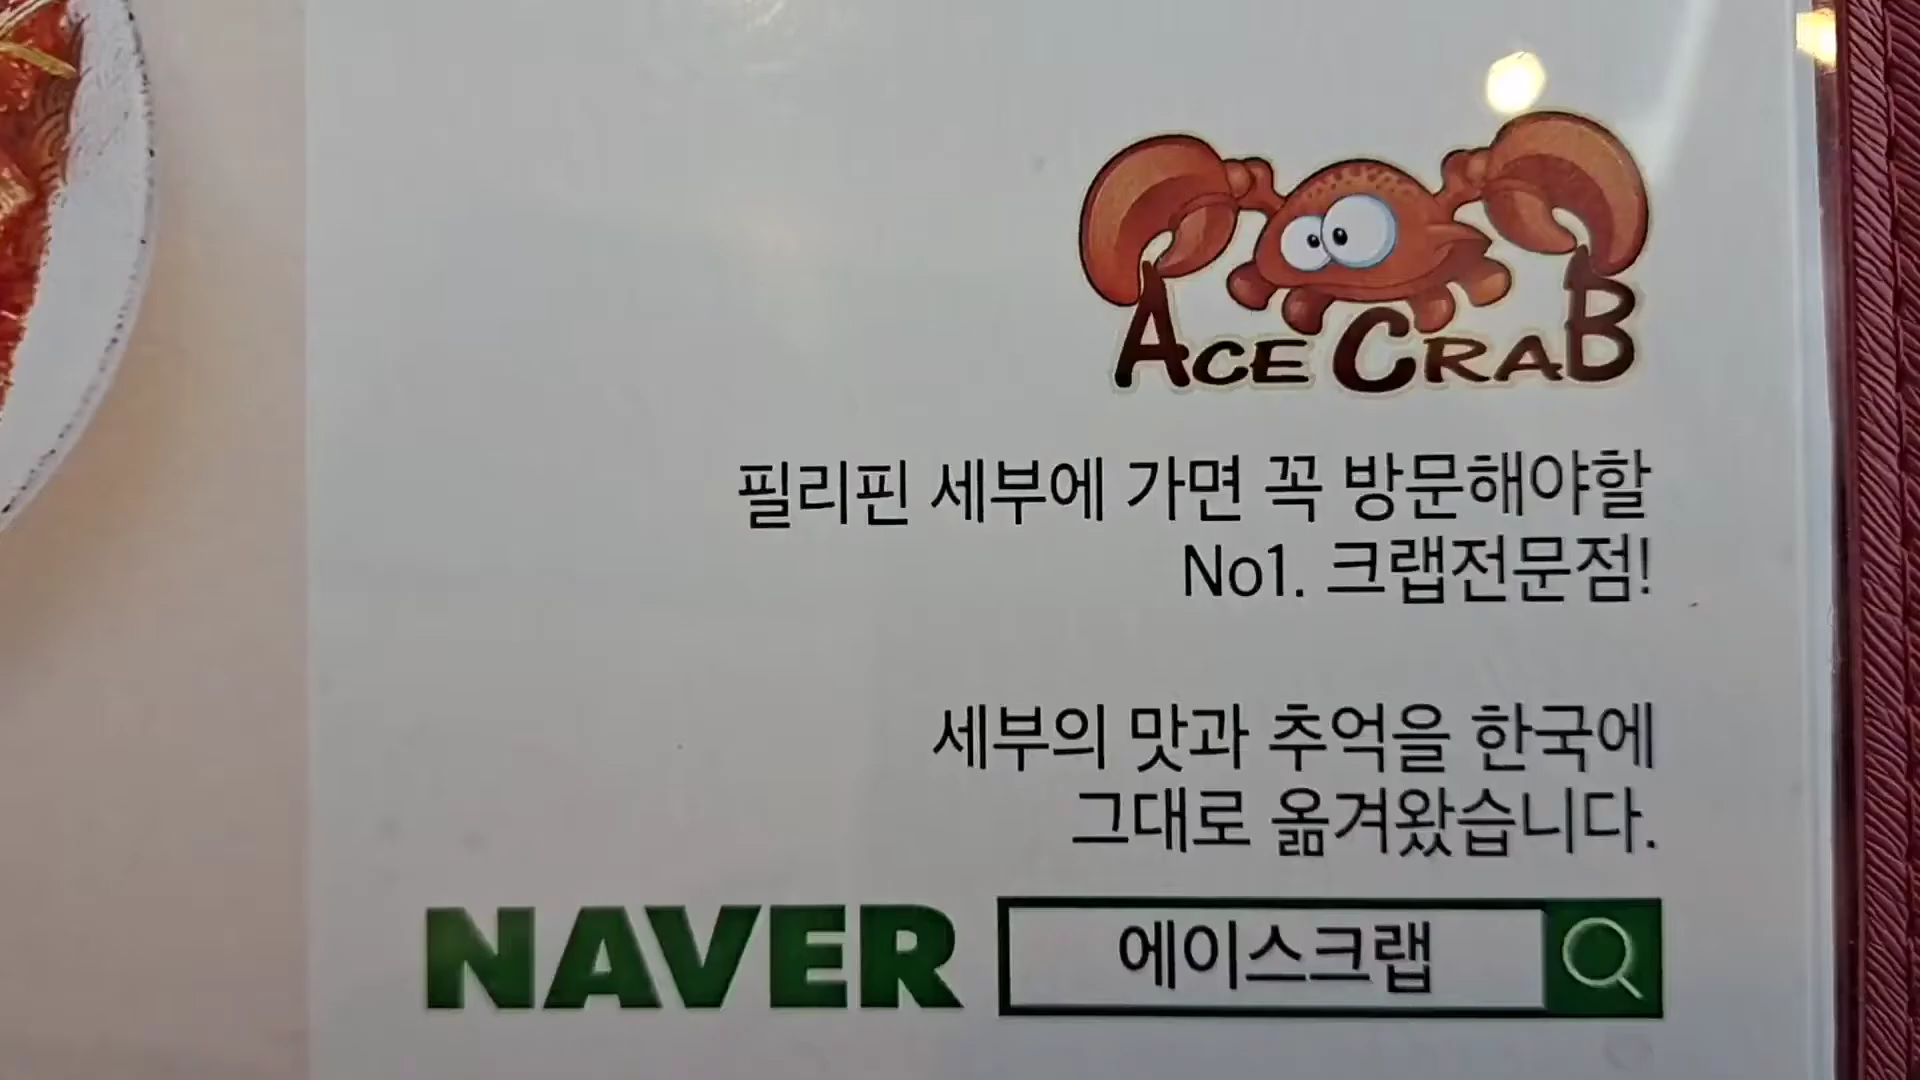 ACE CRAB
필리핀 세부에 가면 꼭 방문해야할
No1. 크랩전문점!
세부의 맛과 추억을 한국에
그대로 옮겨왔습니다.
NAVER 에이스크랩